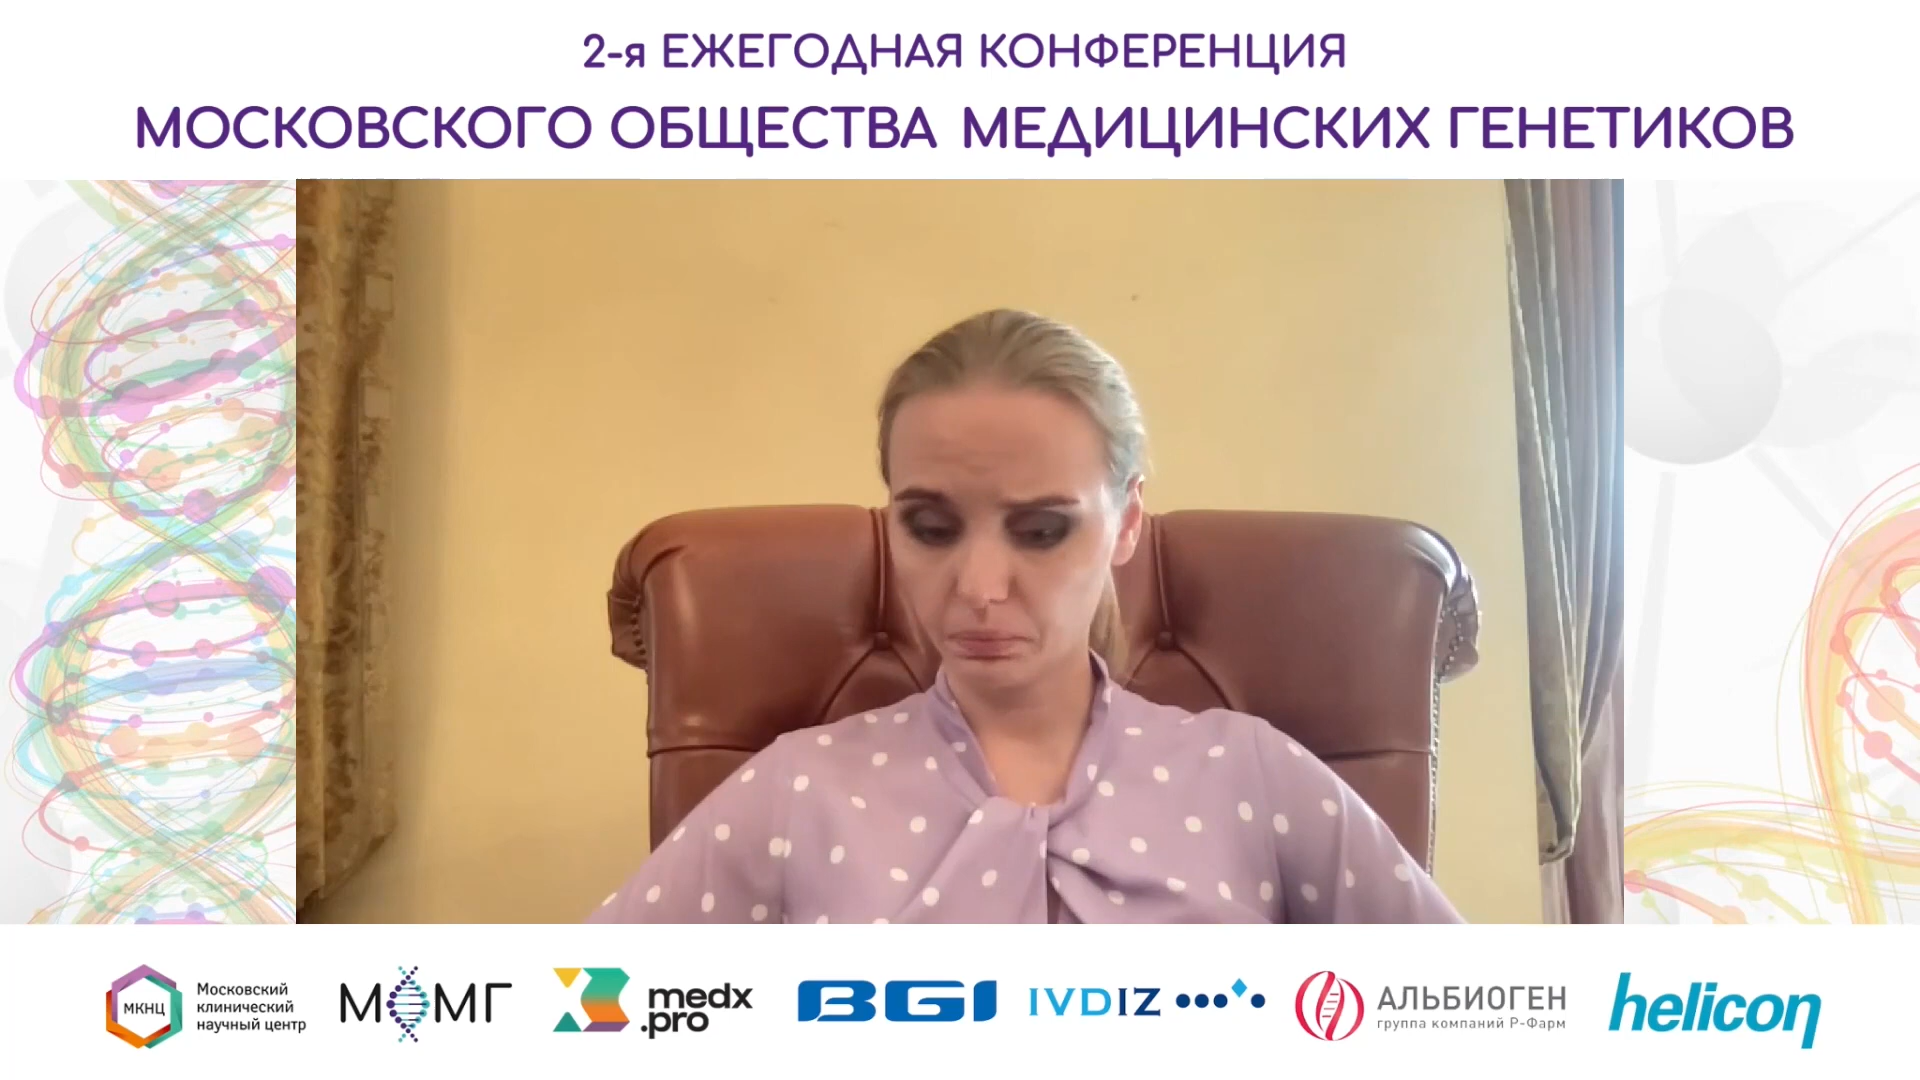 2-я ЕЖЕГОДНАЯ КОНФЕРЕНЦИЯ
МОСКОВСКОГО ОБЩЕСТВА МЕДИЦИНСКИХ ГЕНЕТИКОВ
МКНЦ
Московский
клинический
научный центр
МОМГ
medx
.pro
BGI
IVDIZ
АЛЬБИОГЕН
группа компаний Р-Фарм
helicon